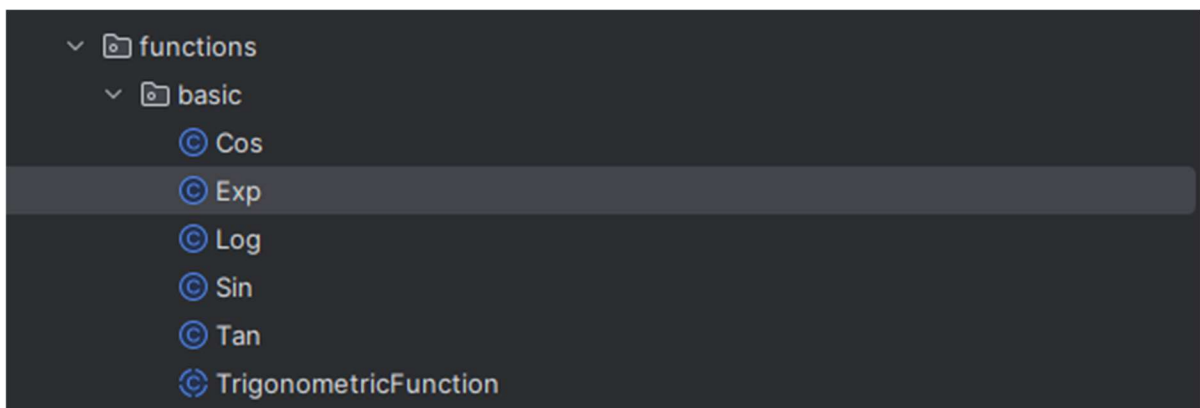 functions
basic
Cos
Exp
Log
Sin
Tan
TrigonometricFunction